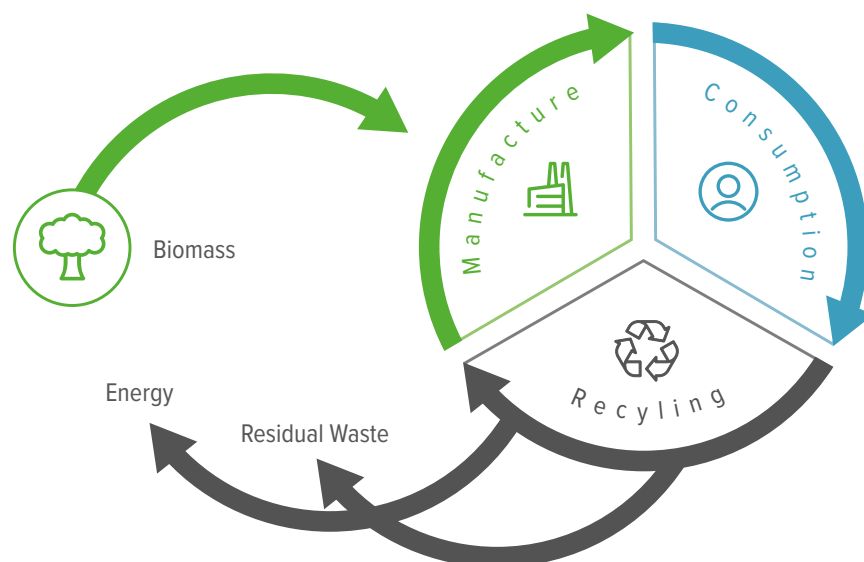 Manufacture
Consumption
Biomass
Energy
Recyling
Residual Waste